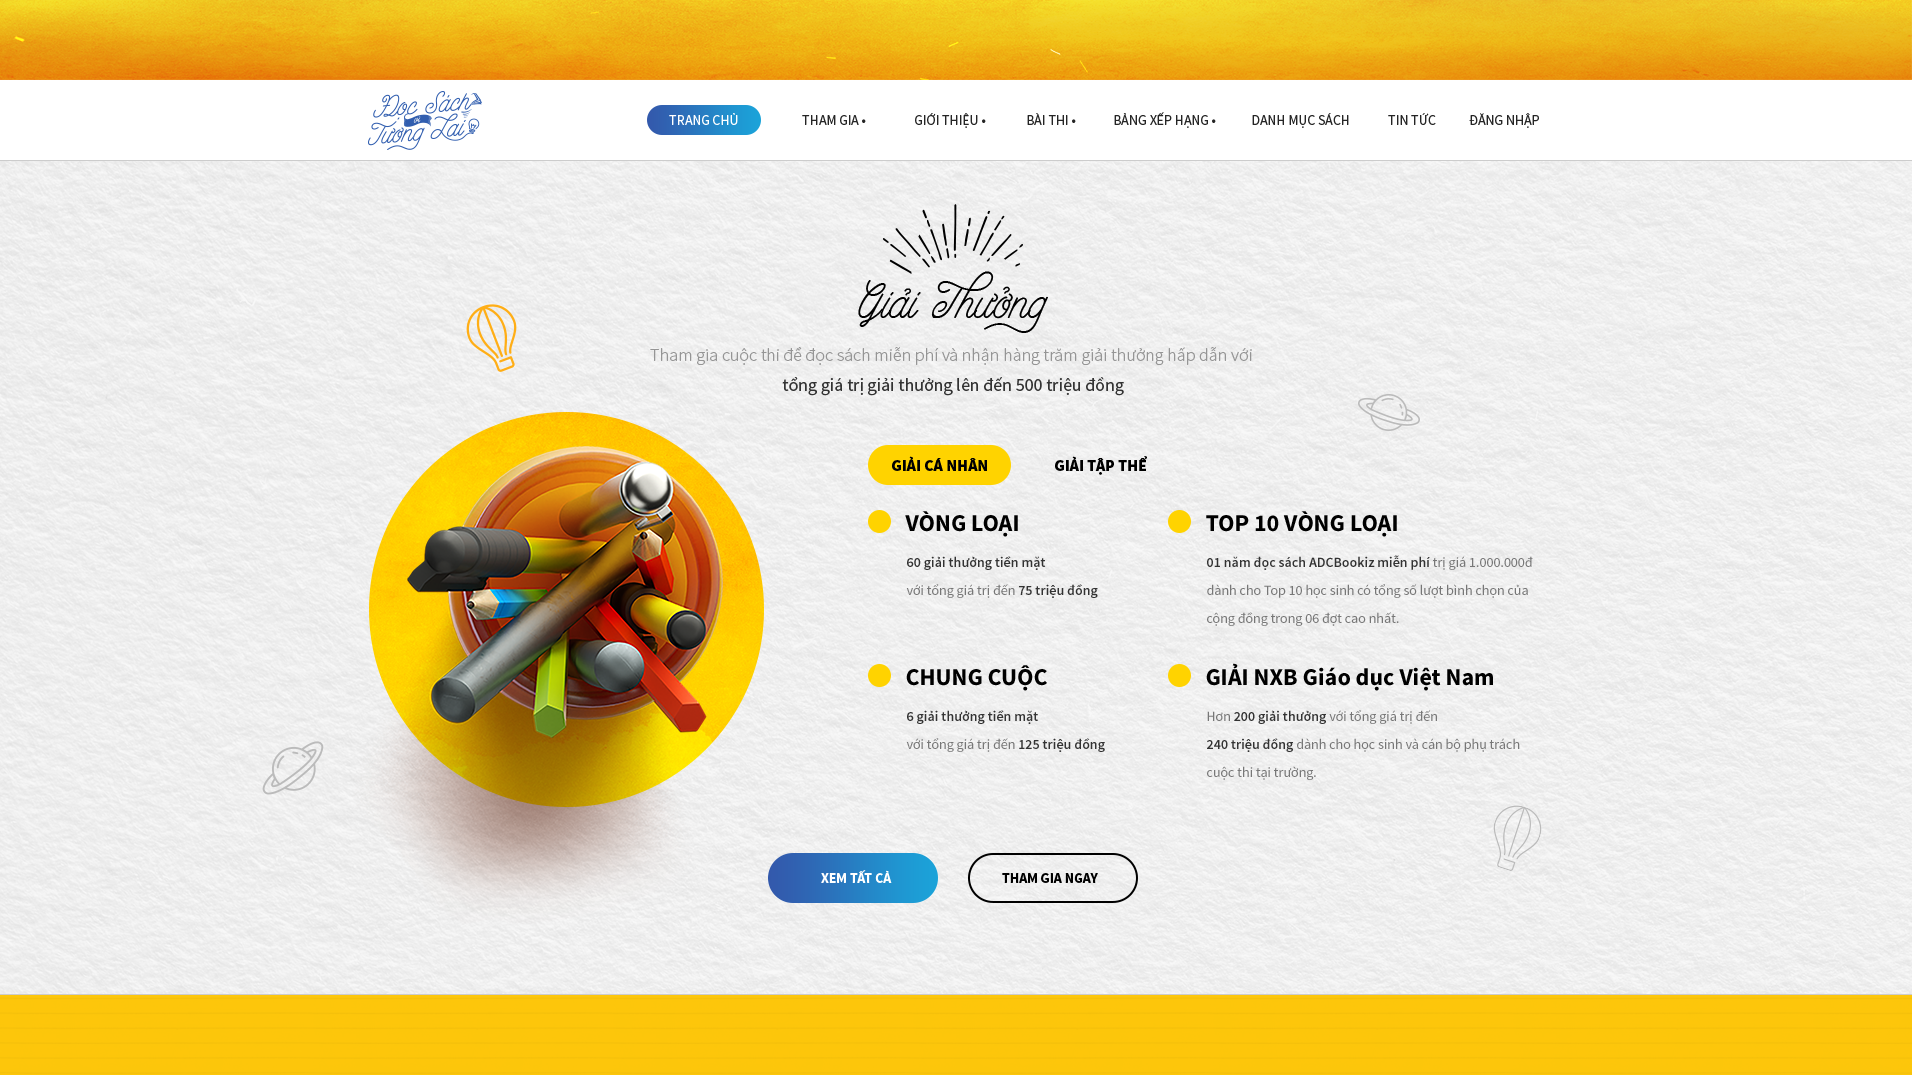 Đọc Sách
Vì
Tương Lai
TRANG CHỦ
THAM GIA •
GIỚI THIỆU •
BÀI THI •
BẢNG XẾP HẠNG •
DANH MỤC SÁCH
TIN TỨC
ĐĂNG NHẬP
Giải Thưởng
Tham gia cuộc thi để đọc sách miễn phí và nhận hàng trăm giải thưởng hấp dẫn với
tổng giá trị giải thưởng lên đến 500 triệu đồng
GIẢI CÁ NHÂN
GIẢI TẬP THỂ
VÒNG LOẠI
60 giải thưởng tiền mặt
với tổng giá trị đến 75 triệu đồng
TOP 10 VÒNG LOẠI
01 năm đọc sách ADCBookiz miễn phí trị giá 1.000.000đ
dành cho Top 10 học sinh có tổng số lượt bình chọn của
cộng đồng trong 06 đợt cao nhất.
CHUNG CUỘC
6 giải thưởng tiền mặt
với tổng giá trị đến 125 triệu đồng
GIẢI NXB Giáo dục Việt Nam
Hơn 200 giải thưởng với tổng giá trị đến
240 triệu đồng dành cho học sinh và cán bộ phụ trách
cuộc thi tại trường.
XEM TẤT CẢ
THAM GIA NGAY